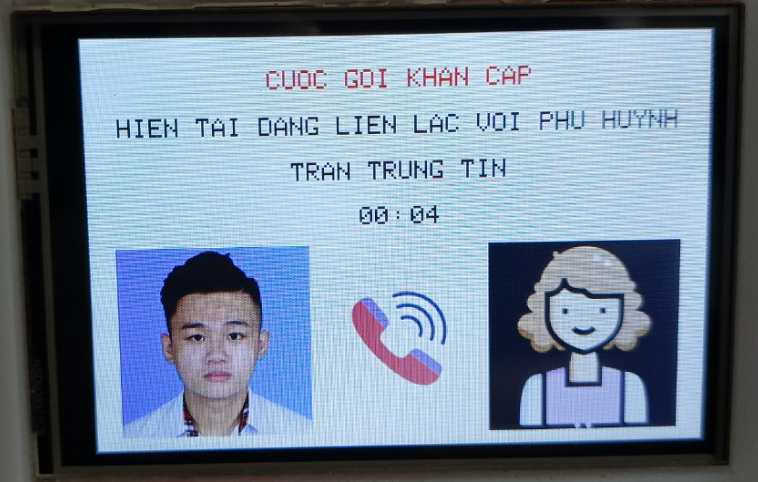 CUOC GOI KHAN CAP
HIEN TAI DANG LIEN LAC VOI PHU HUYNH
TRAN TRUNG TIN
00:04